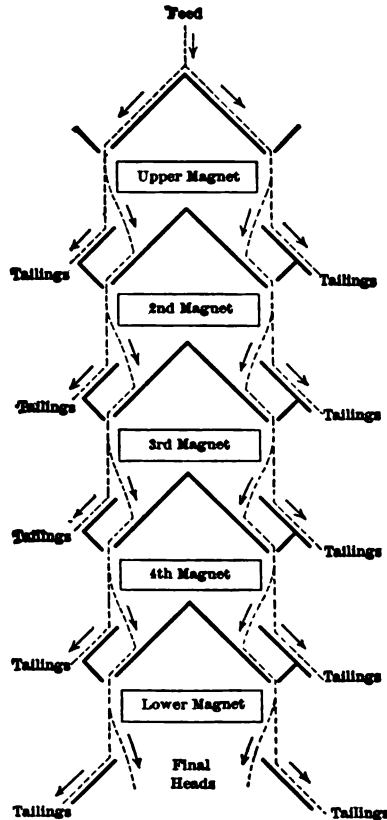 Feed
Upper Magnet
Tailings
Tailings
2nd Magnet
Tailings
Tailings
3rd Magnet
Tailings
Tailings
4th Magnet
Tailings
Tailings
Lower Magnet
Final
Heads
Tailings
Tailings